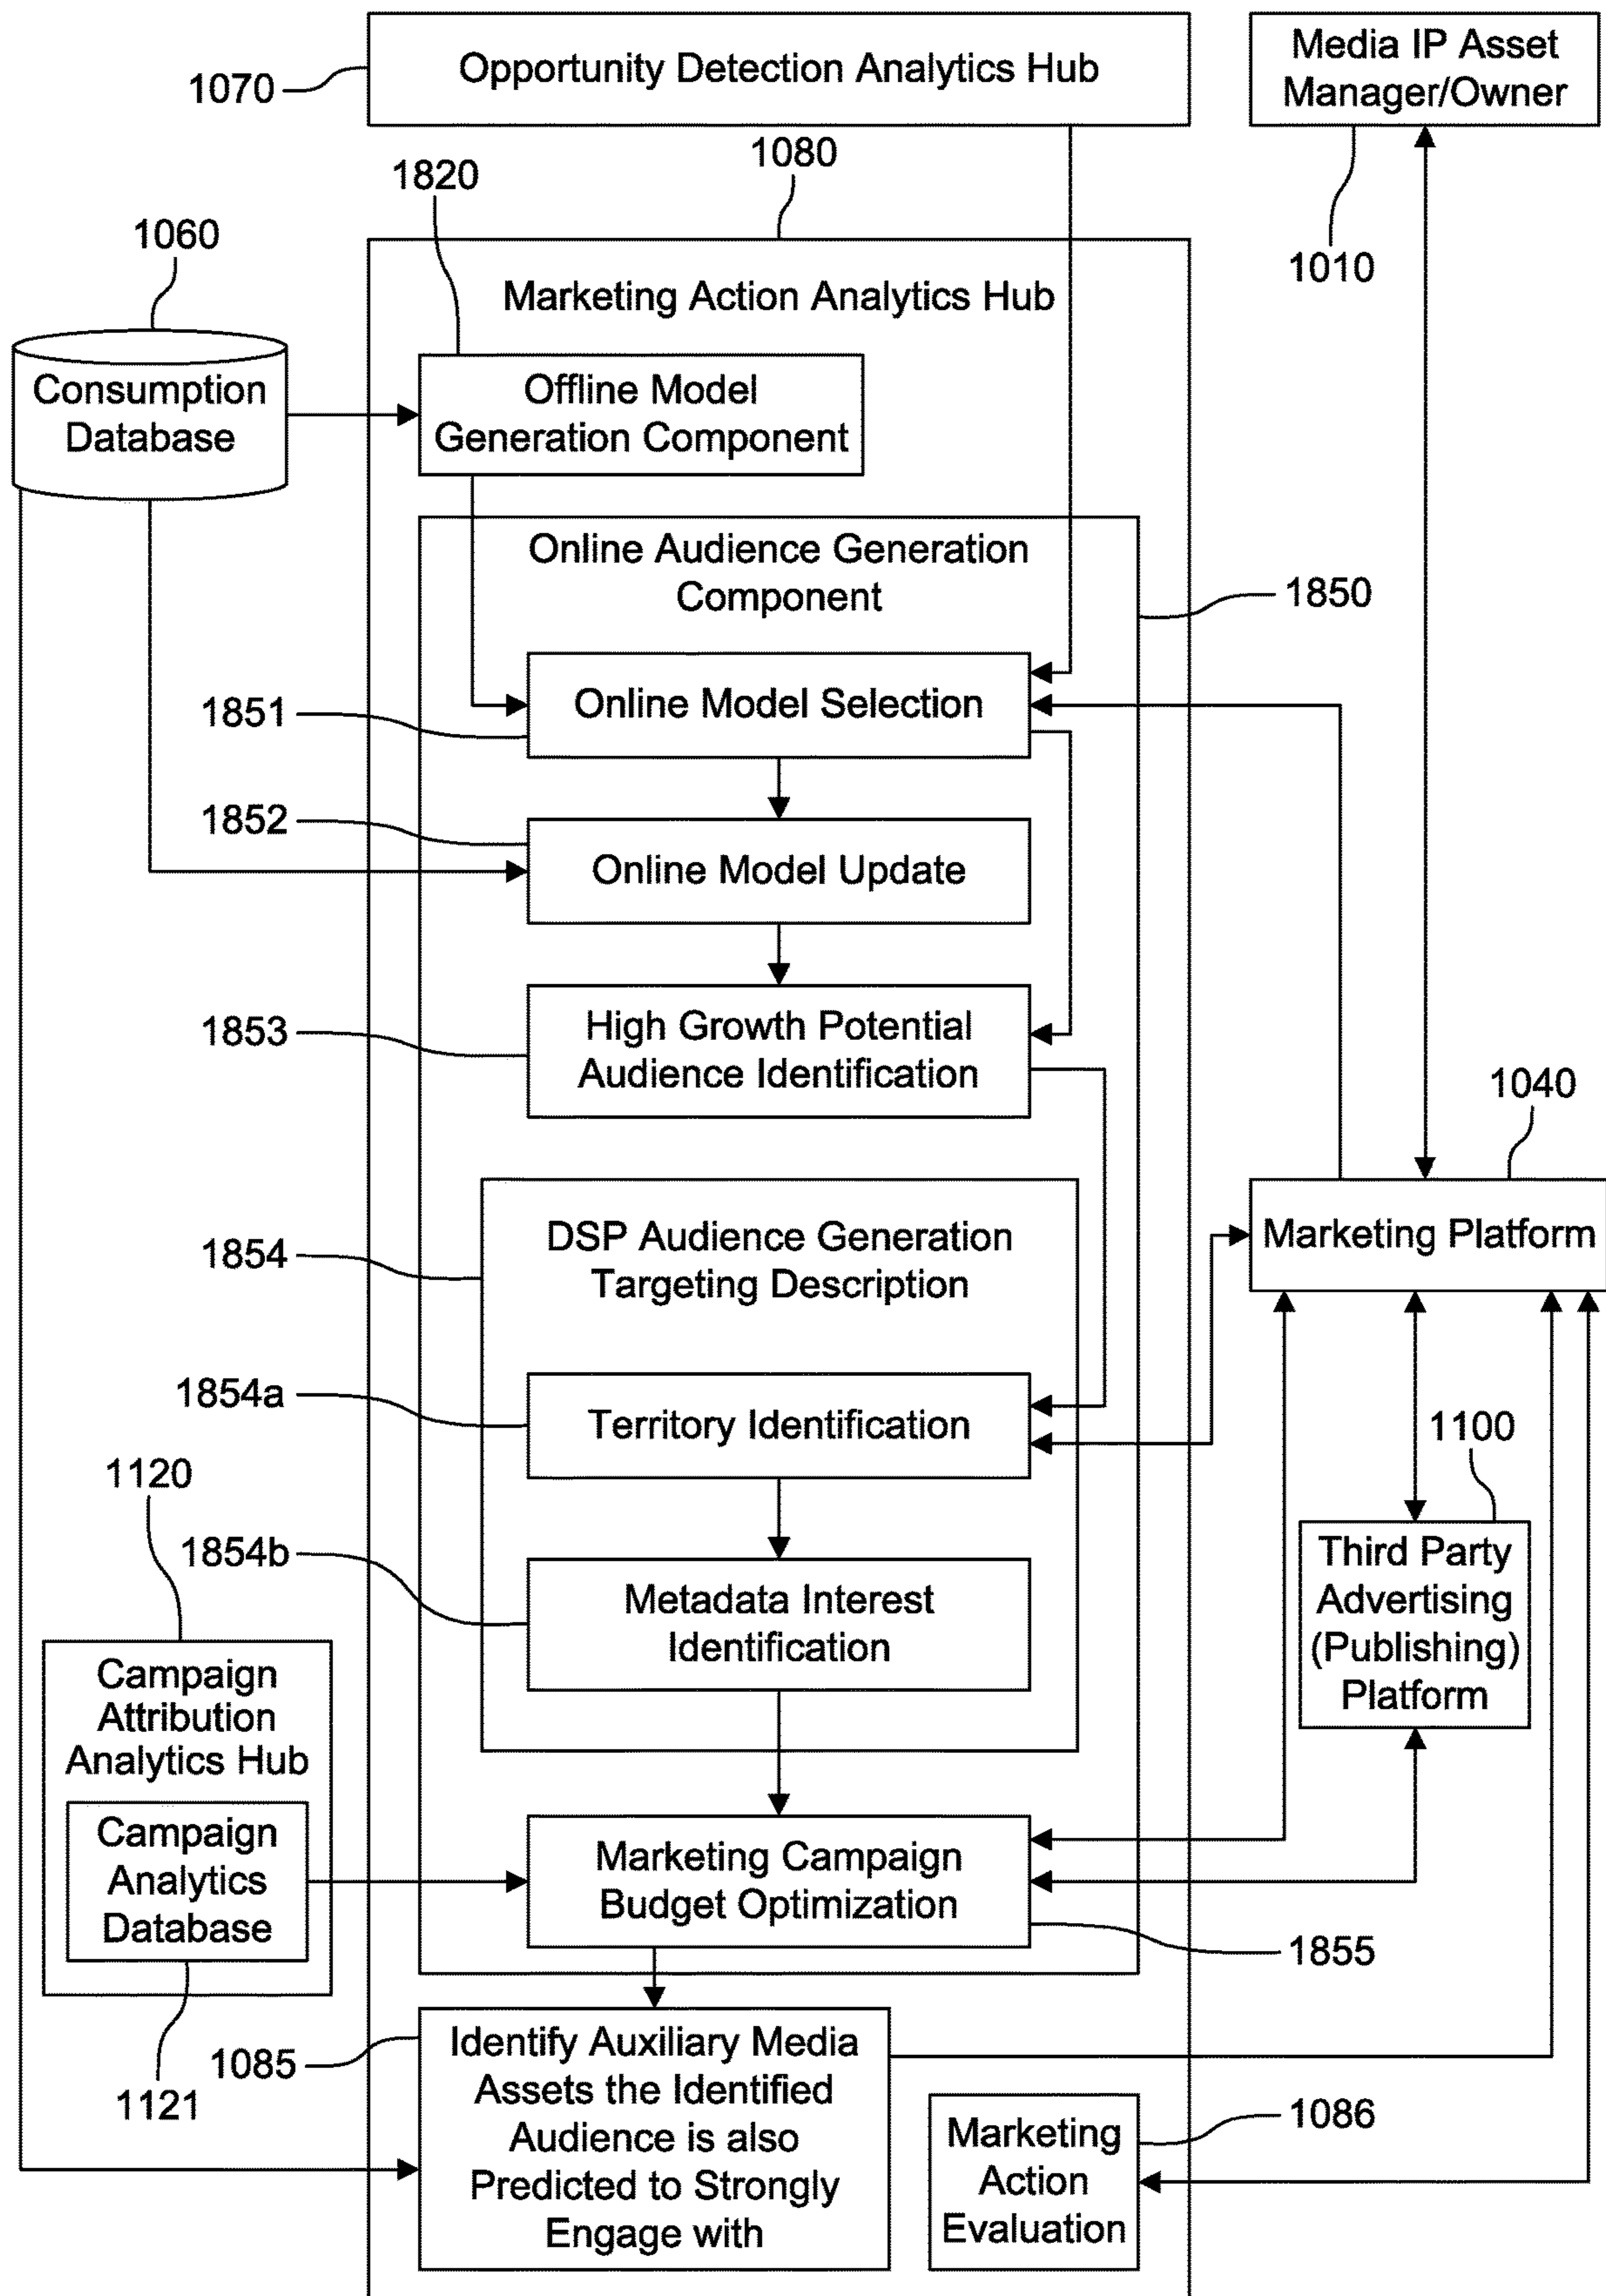 Opportunity Detection Analytics Hub
1070
Media IP Asset
Manager/Owner
1010
1080
1820
1060
Marketing Action Analytics Hub
Consumption
Database
Offline Model
Generation Component
Online Audience Generation
Component
1850
Online Model Selection
1851
1852
Online Model Update
1853
High Growth Potential
Audience Identification
1040
Marketing Platform
1854
DSP Audience Generation
Targeting Description
1854a
Territory Identification
1100
1120
1854b
Metadata Interest
Identification
Third Party
Advertising
(Publishing)
Platform
Campaign
Attribution
Analytics Hub
Campaign
Analytics
Database
Marketing Campaign
Budget Optimization
1855
1085
1121
Identify Auxiliary Media
Assets the Identified
Audience is also
Predicted to Strongly
Engage with
Marketing
Action
Evaluation
1086